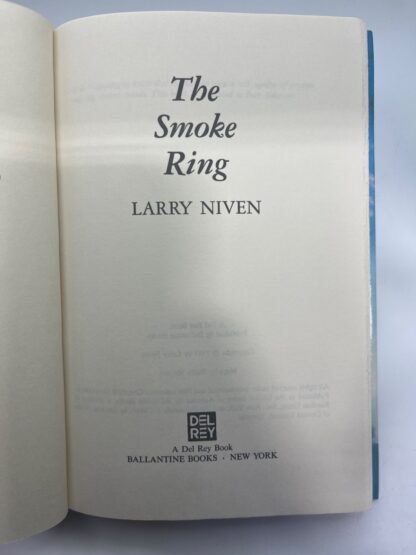 The
Smoke
Ring
LARRY NIVEN
DEL
REY
A Del Rey Book
BALLANTINE BOOKS · NEW YORK